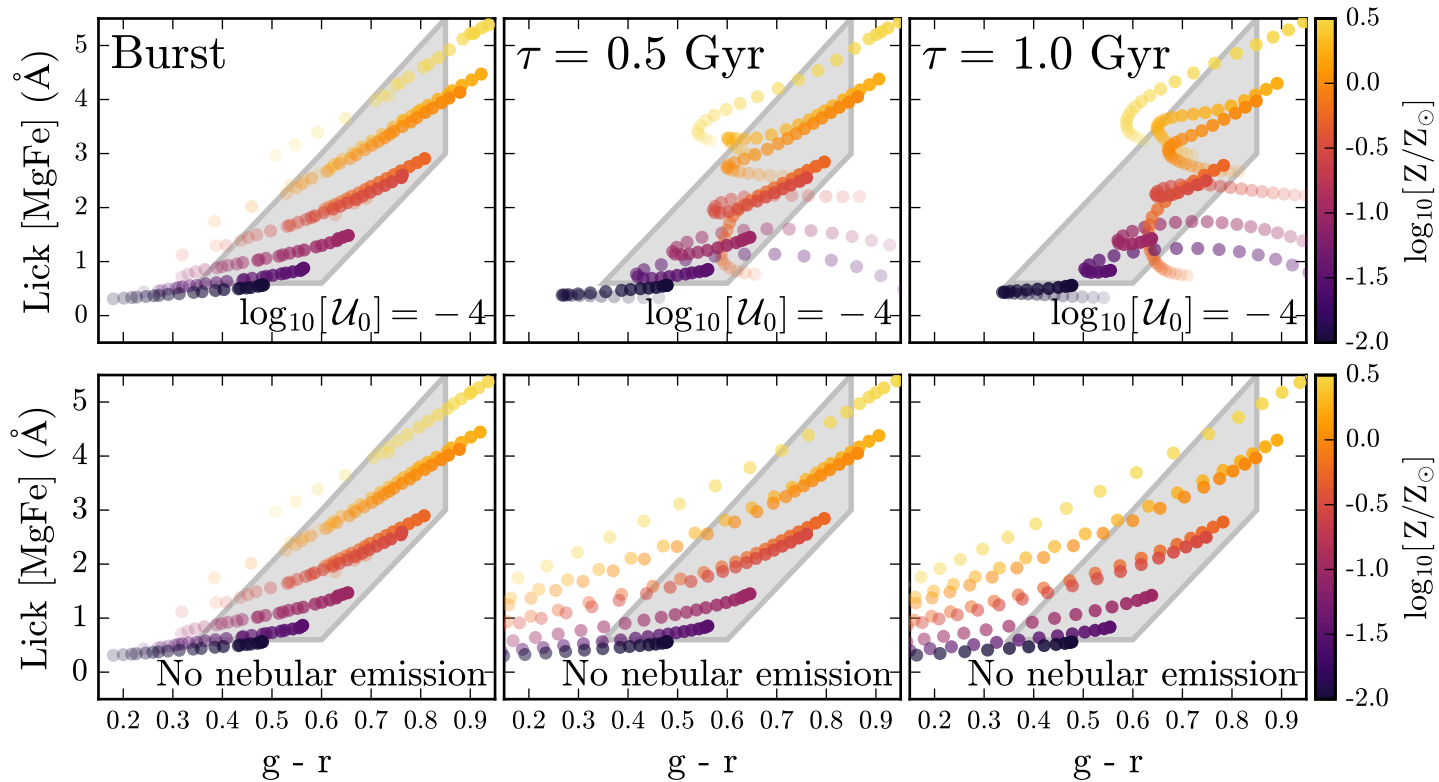 Burst
τ = 0.5 Gyr
τ = 1.0 Gyr
Lick [MgFe] (Å)
5
4
3
2
1
0
log₁₀[𝒰₀] = − 4
log₁₀[𝒰₀] = − 4
log₁₀[𝒰₀] = − 4
0.5
0.0
-0.5
-1.0
-1.5
-2.0
log₁₀[Z/Z☉]
Lick [MgFe] (Å)
5
4
3
2
1
0
No nebular emission
No nebular emission
No nebular emission
0.5
0.0
-0.5
-1.0
-1.5
-2.0
log₁₀[Z/Z☉]
0.2 0.3 0.4 0.5 0.6 0.7 0.8 0.9
0.2 0.3 0.4 0.5 0.6 0.7 0.8 0.9
0.2 0.3 0.4 0.5 0.6 0.7 0.8 0.9
g - r
g - r
g - r